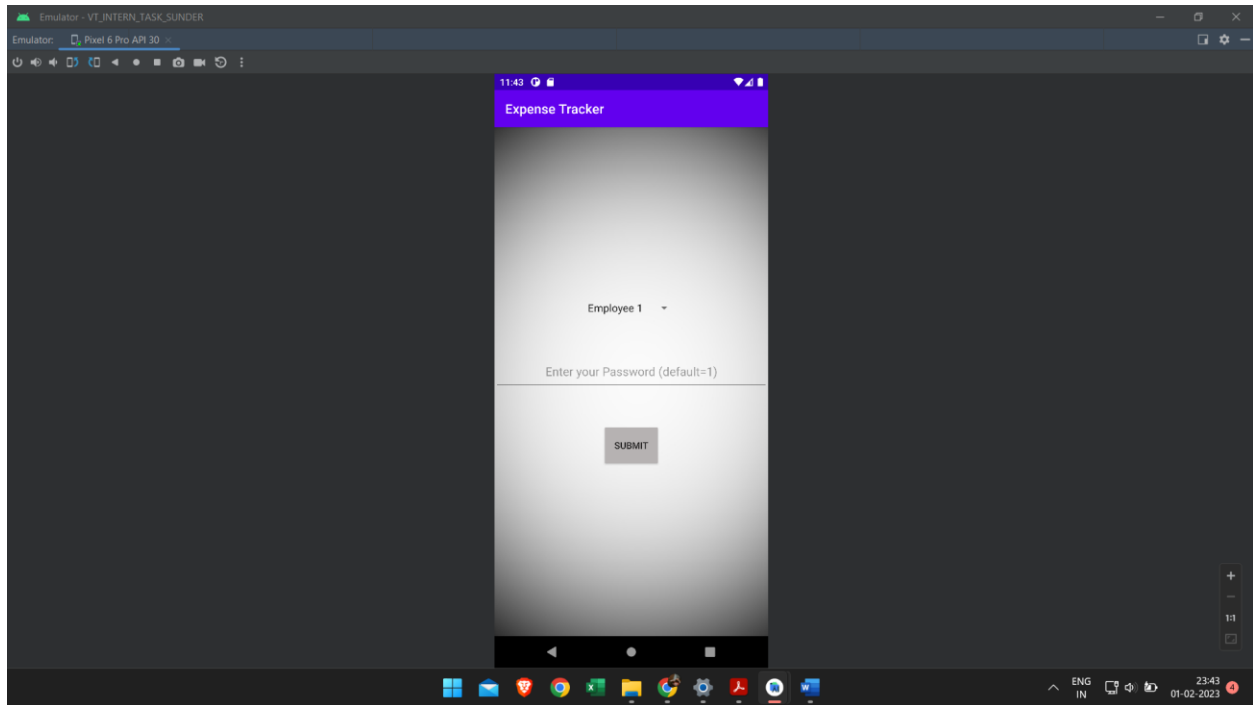 Emulator - VT_INTERN_TASK_SUNDER
Emulator: Pixel 6 Pro API 30
11:43
Expense Tracker
Employee 1
Enter your Password (default=1)
SUBMIT
1:1
ENG
IN
23:43
01-02-2023
4